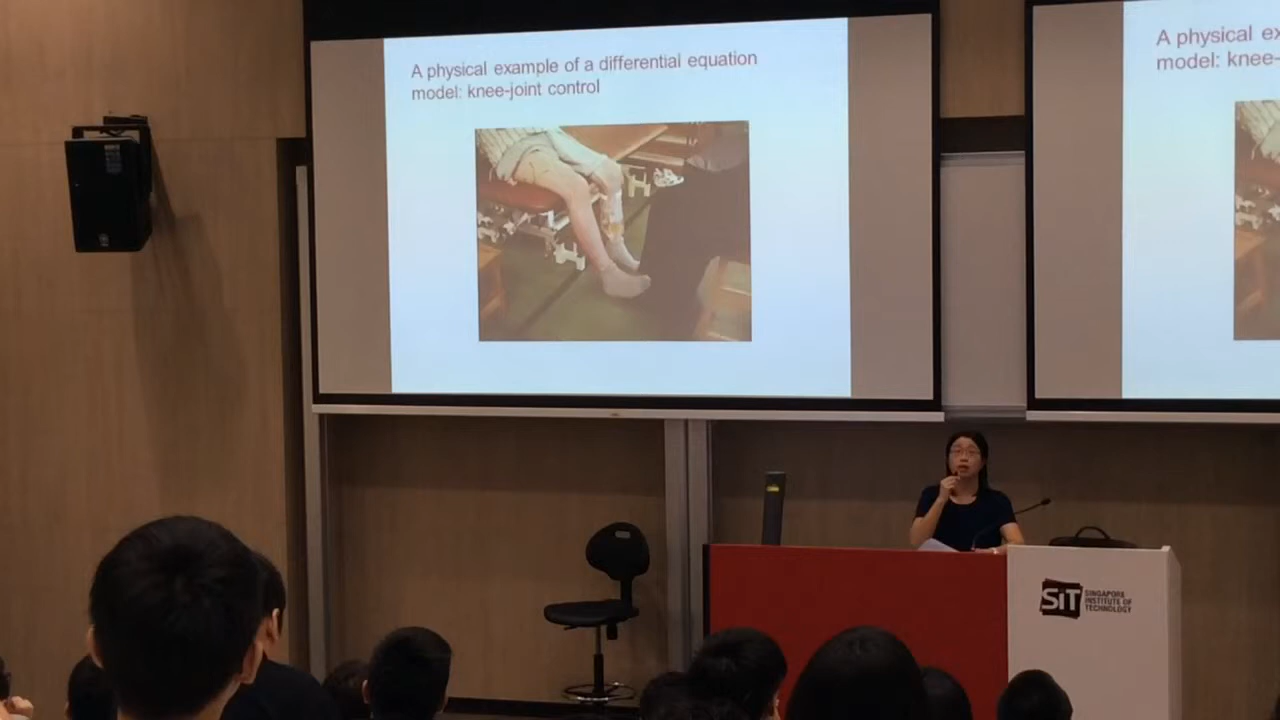 A physical example of a differential equation
model: knee-joint control
A physical ex
model: knee-
SiT
SINGAPORE
INSTITUTE OF
TECHNOLOGY